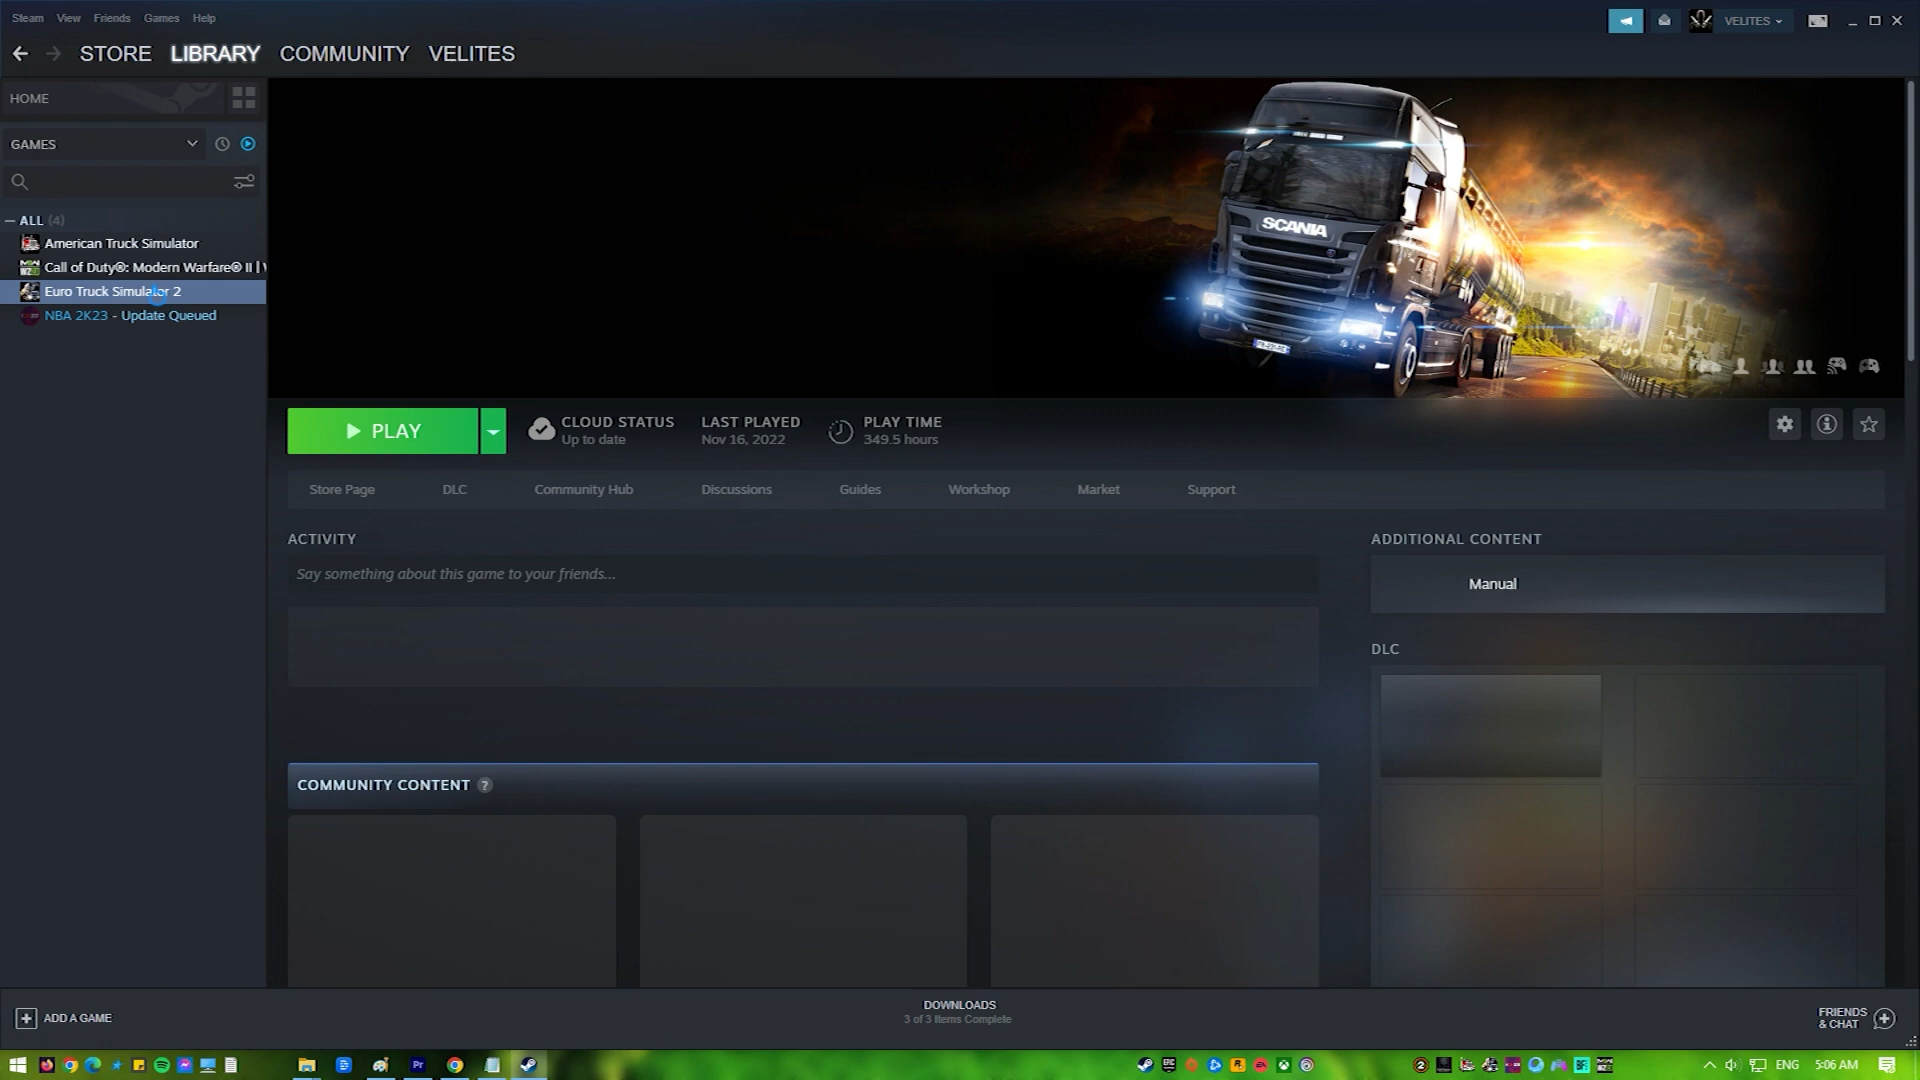 Steam View Friends Games Help
VELITES
STORE LIBRARY COMMUNITY VELITES
HOME
GAMES
ALL (4)
American Truck Simulator
Call of Duty®: Modern Warfare® II |
Euro Truck Simulator 2
NBA 2K23 - Update Queued
SCANIA
PLAY
CLOUD STATUS
Up to date
LAST PLAYED
Nov 16, 2022
PLAY TIME
349.5 hours
Store Page DLC Community Hub Discussions Guides Workshop Market Support
ACTIVITY
Say something about this game to your friends...
ADDITIONAL CONTENT
Manual
DLC
COMMUNITY CONTENT ?
ADD A GAME
DOWNLOADS
3 of 3 Items Complete
FRIENDS
& CHAT
Pr
EPIC
ENG
5:06 AM